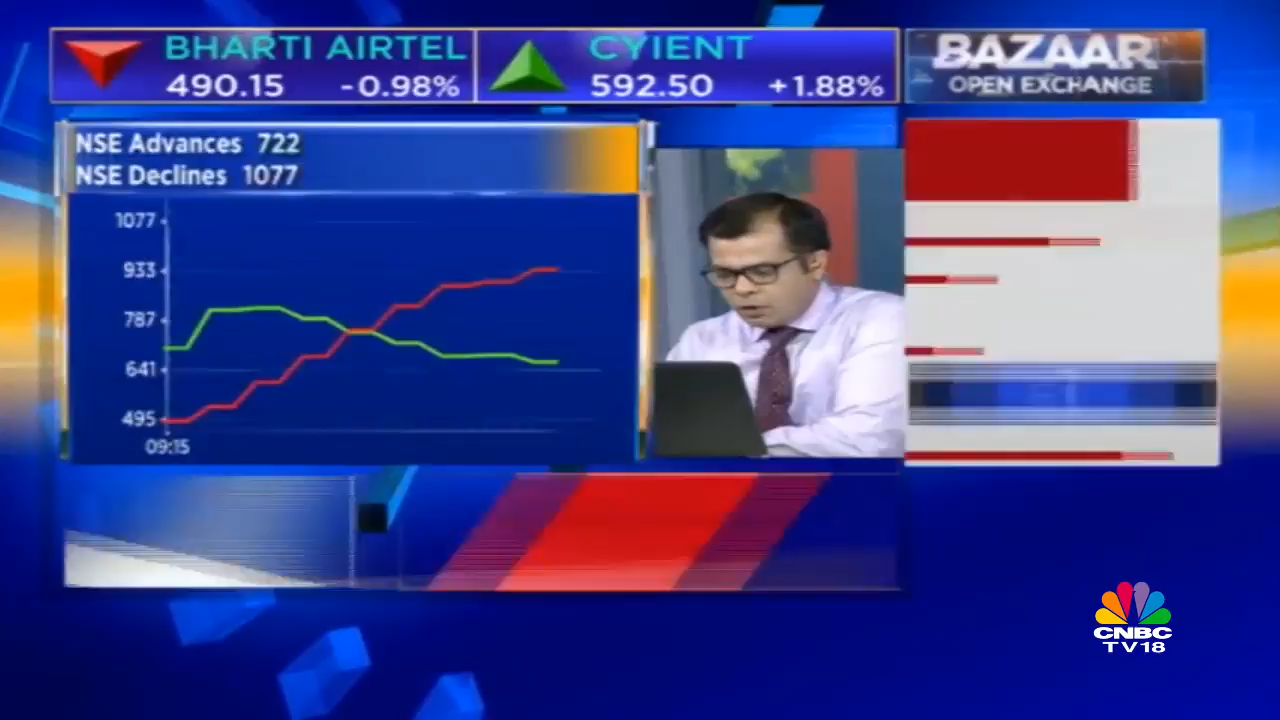 BHARTI AIRTEL
490.15 -0.98%
CYIENT
592.50 +1.88%
BAZAAR
OPEN EXCHANGE
NSE Advances 722
NSE Declines 1077
1077
933
787
641
495
09:15
CNBC
TV18